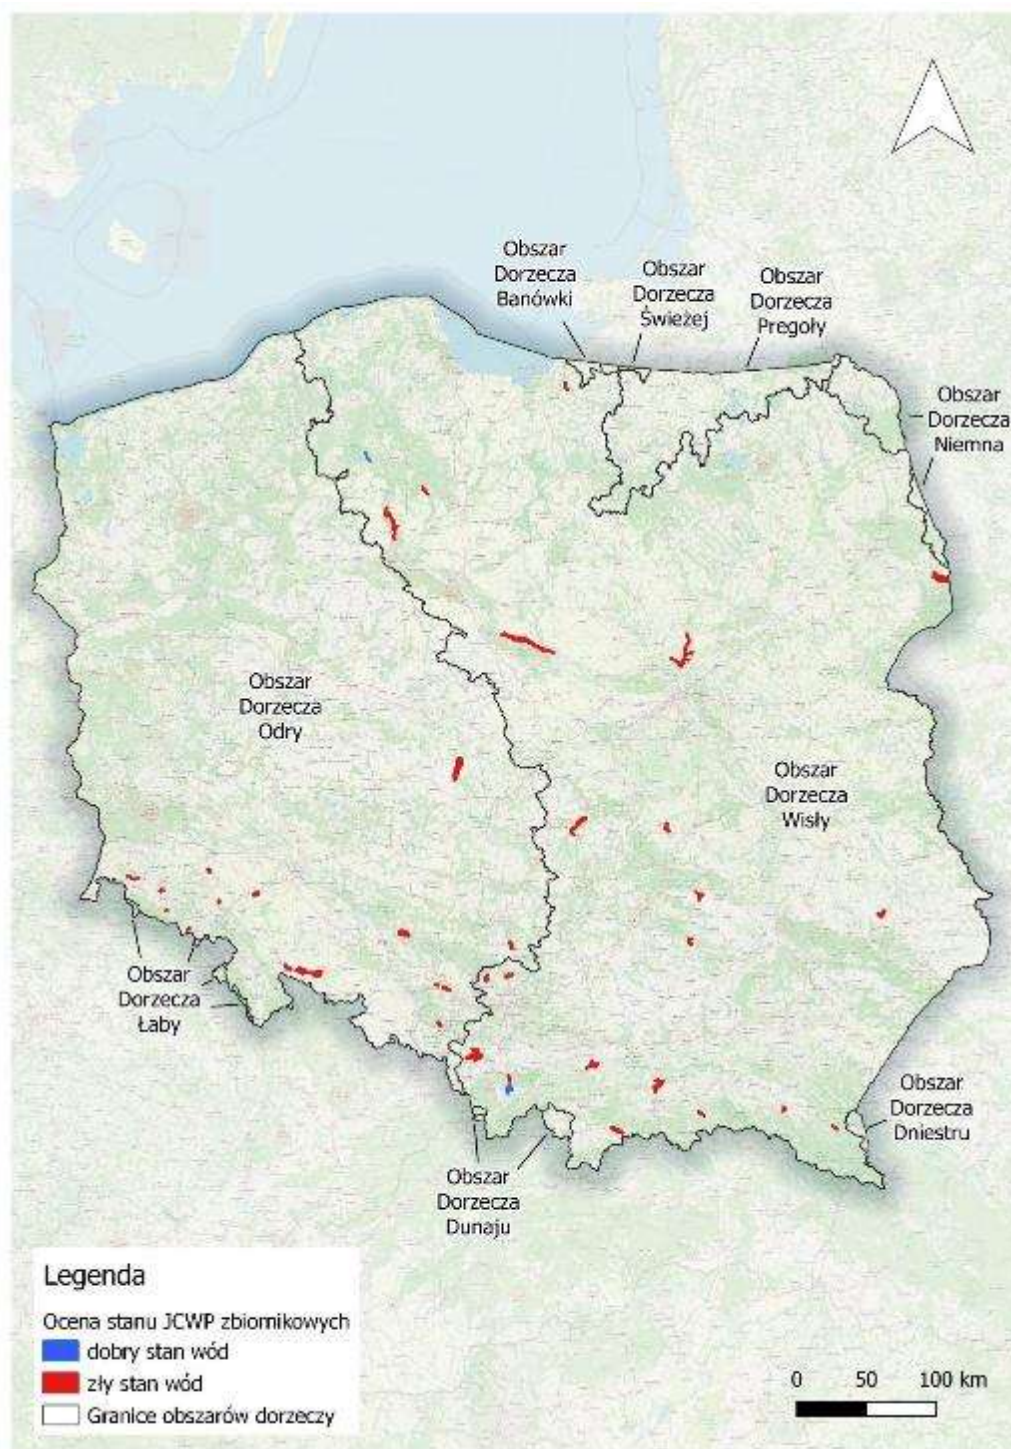 Obszar
Dorzecza
Banówki
Obszar
Dorzecza
Świeżej
Obszar
Dorzecza
Pregoły
Obszar
Dorzecza
Niemna
Obszar
Dorzecza
Odry
Obszar
Dorzecza
Wisły
Obszar
Dorzecza
Łaby
Obszar
Dorzecza
Dniestru
Obszar
Dorzecza
Dunaju
Legenda
Ocena stanu JCWP zbiornikowych
dobry stan wód
zły stan wód
Granice obszarów dorzeczy
0 50 100 km